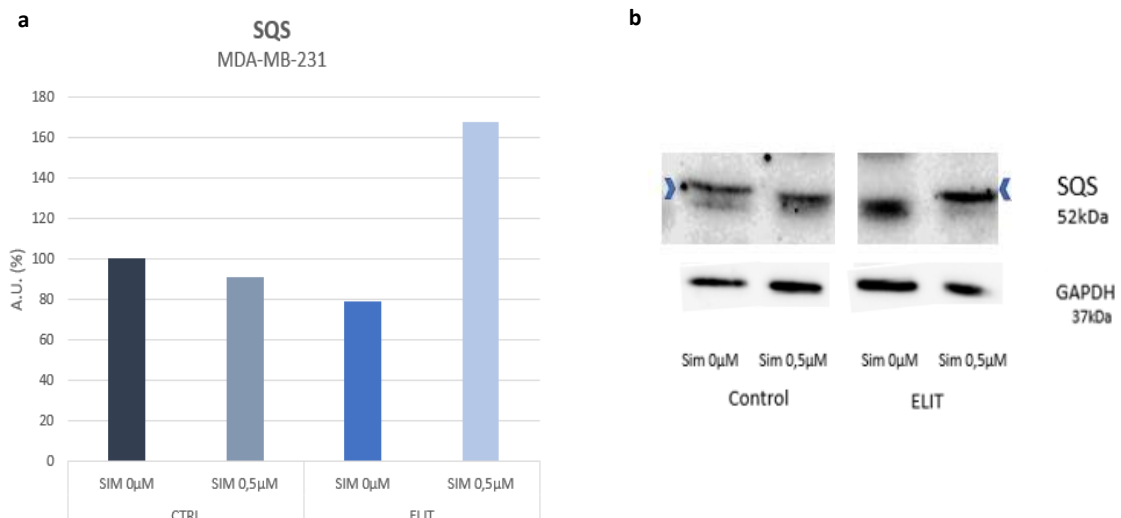 a
SQS
MDA-MB-231
A.U. (%)
180
160
140
120
100
80
60
40
20
0
SIM 0µM
SIM 0,5µM
SIM 0µM
SIM 0,5µM
CTRL
ELIT
b
SQS
52kDa
GAPDH
37kDa
Sim 0µM
Sim 0,5µM
Sim 0µM
Sim 0,5µM
Control
ELIT